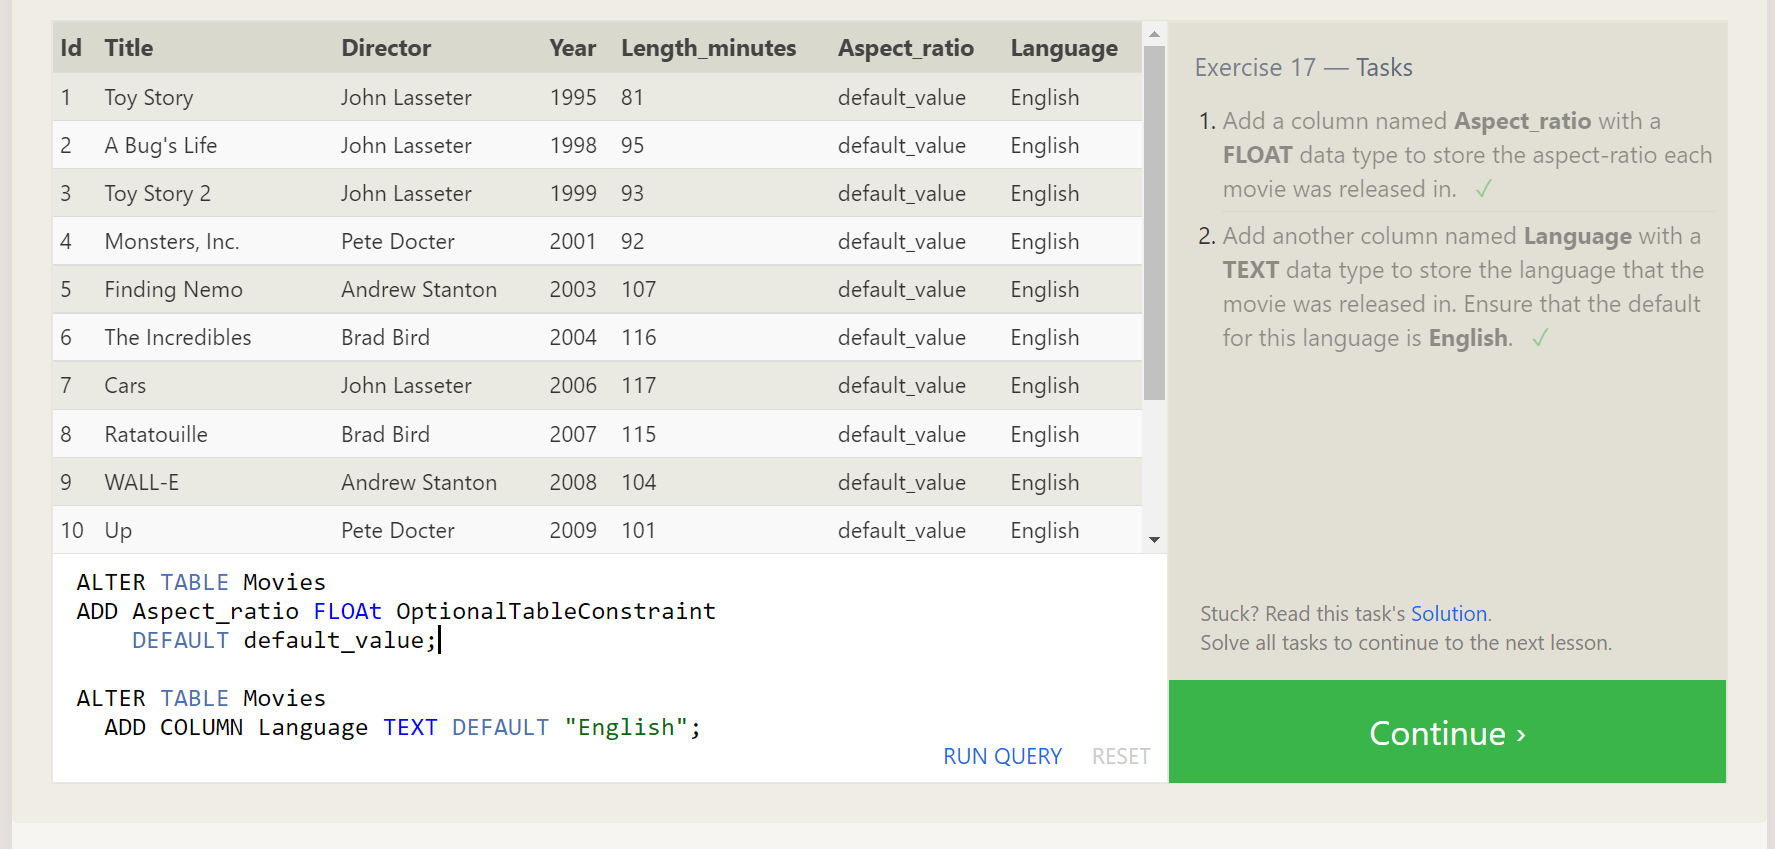 Id Title Director Year Length_minutes Aspect_ratio Language
1 Toy Story John Lasseter 1995 81 default_value English
2 A Bug's Life John Lasseter 1998 95 default_value English
3 Toy Story 2 John Lasseter 1999 93 default_value English
4 Monsters, Inc. Pete Docter 2001 92 default_value English
5 Finding Nemo Andrew Stanton 2003 107 default_value English
6 The Incredibles Brad Bird 2004 116 default_value English
7 Cars John Lasseter 2006 117 default_value English
8 Ratatouille Brad Bird 2007 115 default_value English
9 WALL-E Andrew Stanton 2008 104 default_value English
10 Up Pete Docter 2009 101 default_value English
ALTER TABLE Movies
ADD Aspect_ratio FLOAt OptionalTableConstraint
DEFAULT default_value;
ALTER TABLE Movies
ADD COLUMN Language TEXT DEFAULT "English";
RUN QUERY RESET
Exercise 17 — Tasks
1. Add a column named Aspect_ratio with a
FLOAT data type to store the aspect-ratio each
movie was released in. ✓
2. Add another column named Language with a
TEXT data type to store the language that the
movie was released in. Ensure that the default
for this language is English. ✓
Stuck? Read this task's Solution.
Solve all tasks to continue to the next lesson.
Continue ›